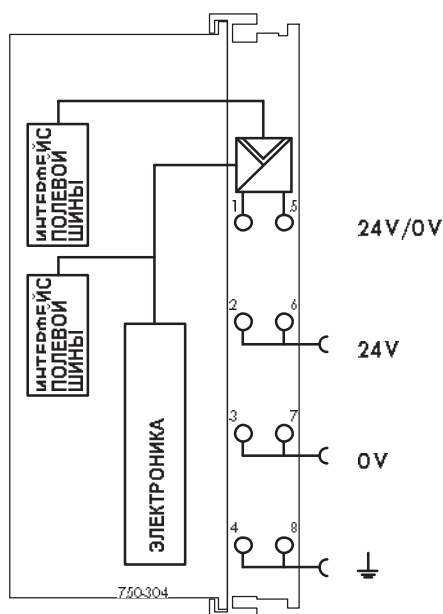 ИНТЕРФЕЙС
ПОЛЕВОЙ
ШИНЫ
1
5
24V/0V
ИНТЕРФЕЙС
ПОЛЕВОЙ
ШИНЫ
2
6
24V
ЭЛЕКТРОНИКА
3
7
0V
4
8
750-304